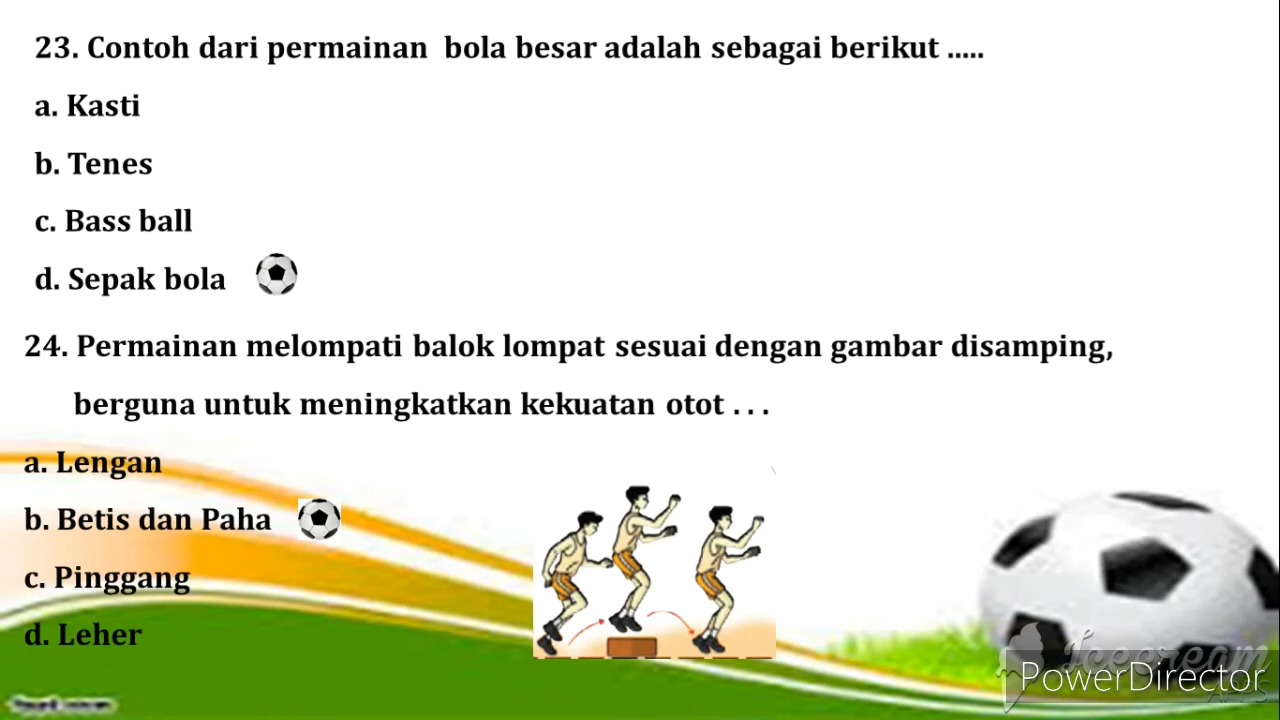 23. Contoh dari permainan bola besar adalah sebagai berikut .....
a. Kasti
b. Tenes
c. Bass ball
d. Sepak bola
24. Permainan melompati balok lompat sesuai dengan gambar disamping,
berguna untuk meningkatkan kekuatan otot . . .
a. Lengan
b. Betis dan Paha
c. Pinggang
d. Leher
Icecream
PowerDirector